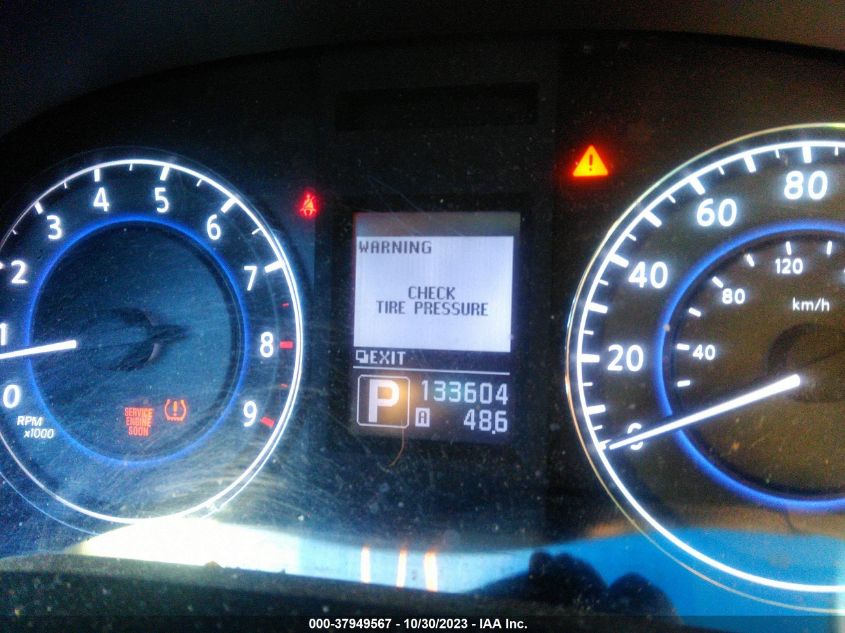 0
1
2
3
4
5
6
7
8
9
RPM
x1000
SERVICE
ENGINE
SOON
WARNING
CHECK
TIRE PRESSURE
EXIT
P 133604
A 48.6
0
20
40
60
80
40
80
120
km/h
000-37949567 - 10/30/2023 - IAA Inc.